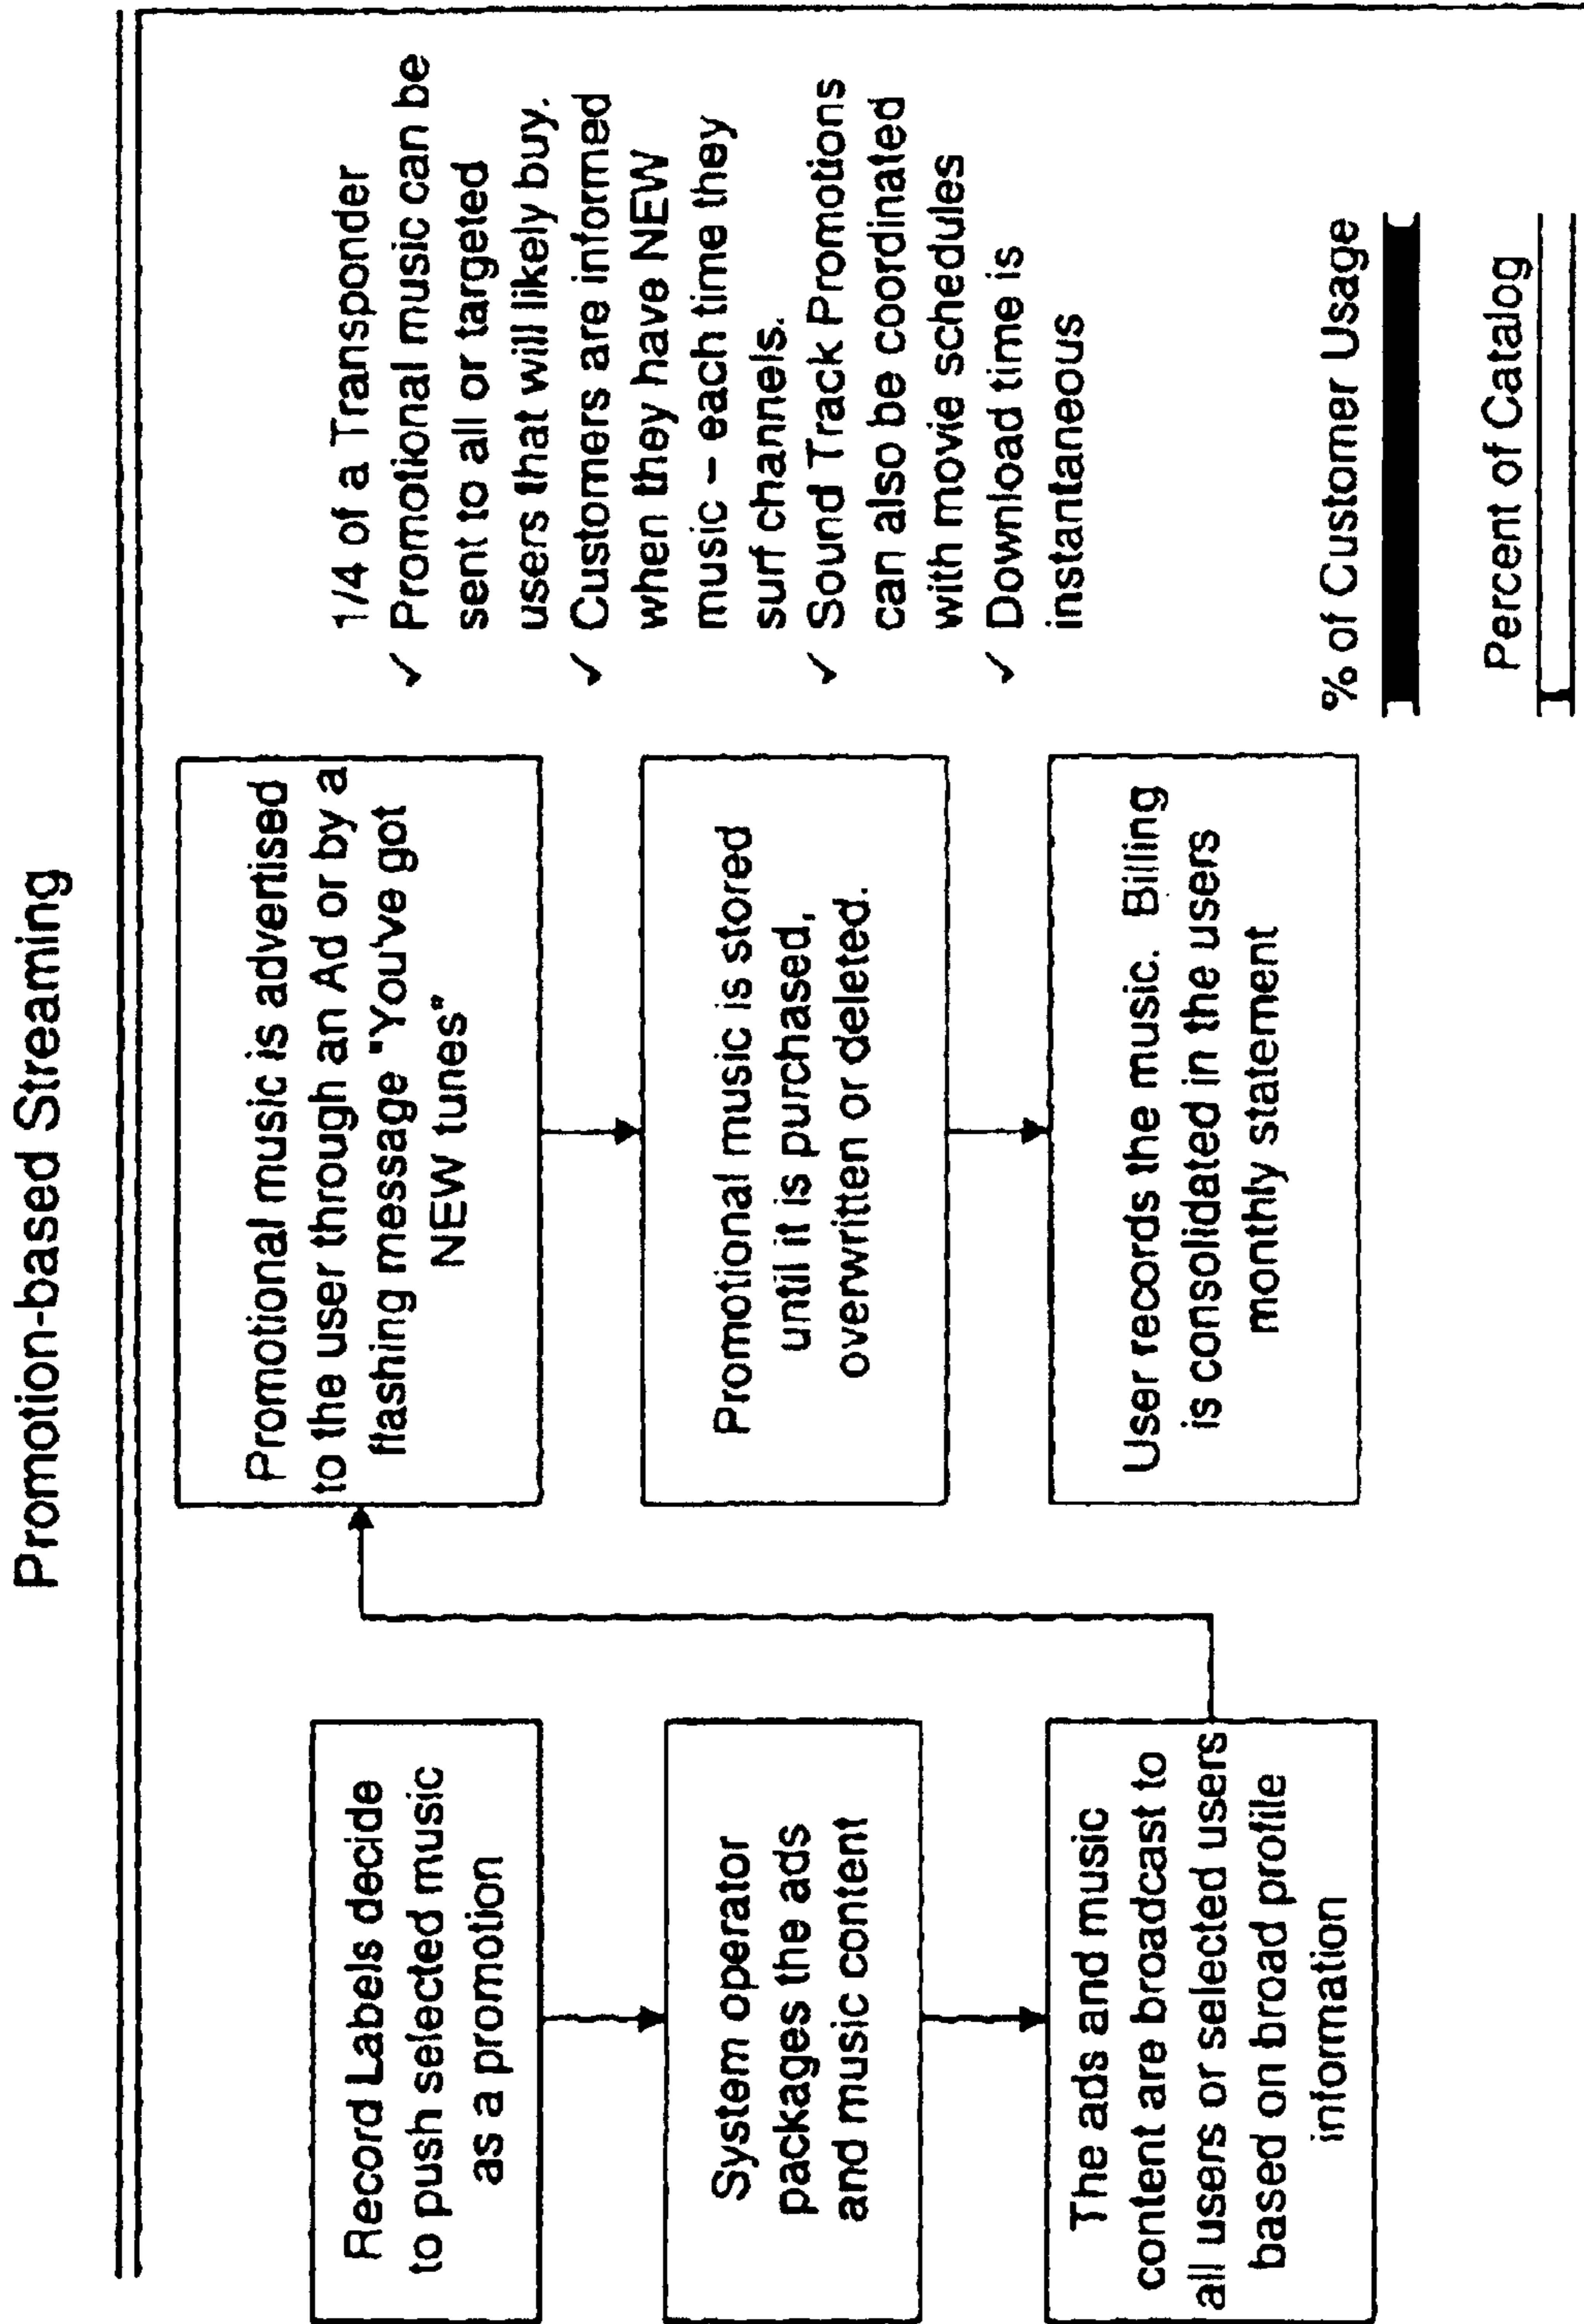 Promotion-based Streaming
Record Labels decide
to push selected music
as a promotion
System operator
packages the ads
and music content
The ads and music
content are broadcast to
all users or selected users
based on broad profile
information
Promotional music is advertised
to the user through an Ad or by a
flashing message "You've got
NEW tunes"
Promotional music is stored
until it is purchased,
overwritten or deleted.
User records the music. Billing
is consolidated in the users
monthly statement
1/4 of a Transponder
✓ Promotional music can be
sent to all or targeted
users that will likely buy.
✓ Customers are informed
when they have NEW
music – each time they
surf channels.
✓ Sound Track Promotions
can also be coordinated
with movie schedules
✓ Download time is
instantaneous
% of Customer Usage
Percent of Catalog